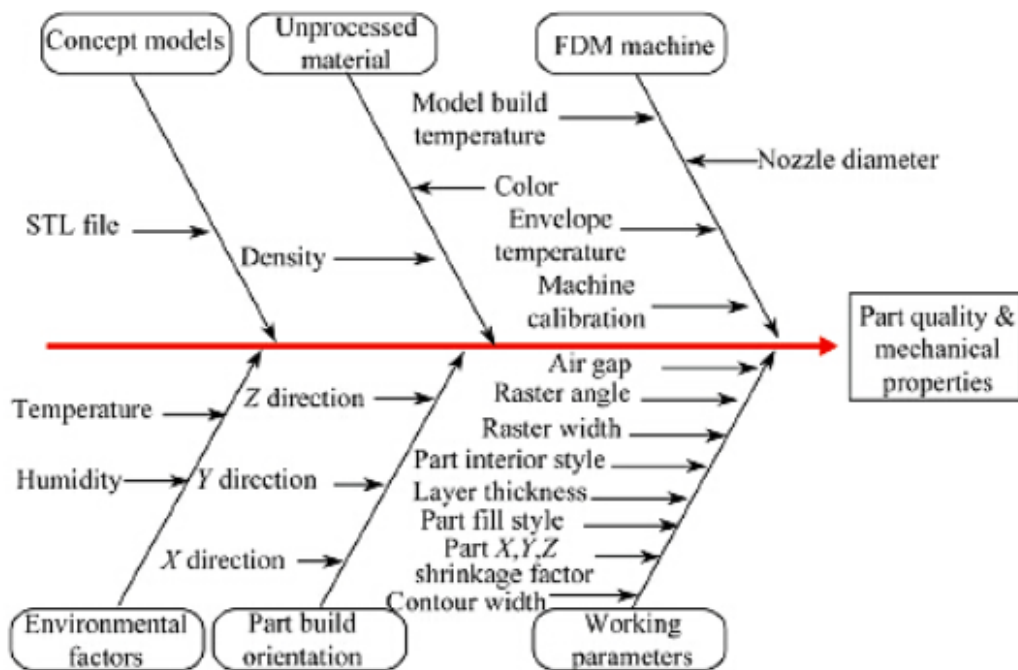 Concept models
Unprocessed
material
FDM machine
Model build
temperature
Nozzle diameter
Color
STL file
Envelope
temperature
Density
Machine
calibration
Part quality &
mechanical
properties
Air gap
Z direction
Raster angle
Temperature
Raster width
Part interior style
Humidity
Y direction
Layer thickness
Part fill style
X direction
Part X,Y,Z
shrinkage factor
Contour width
Environmental
factors
Part build
orientation
Working
parameters